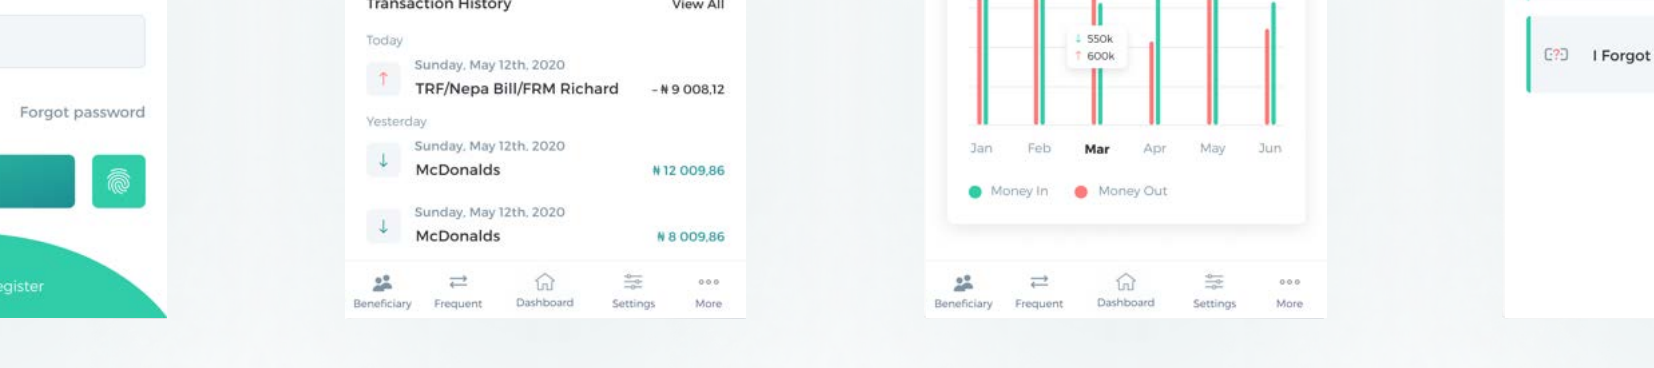 Forgot password
egister
Transaction History View All
Today
Sunday, May 12th, 2020
TRF/Nepa Bill/FRM Richard - ₦ 9 008,12
Yesterday
Sunday, May 12th, 2020
McDonalds ₦ 12 009,86
Sunday, May 12th, 2020
McDonalds ₦ 8 009,86
Beneficiary Frequent Dashboard Settings More
↓ 550k
↑ 600k
Jan Feb Mar Apr May Jun
Money In Money Out
Beneficiary Frequent Dashboard Settings More
I Forgot